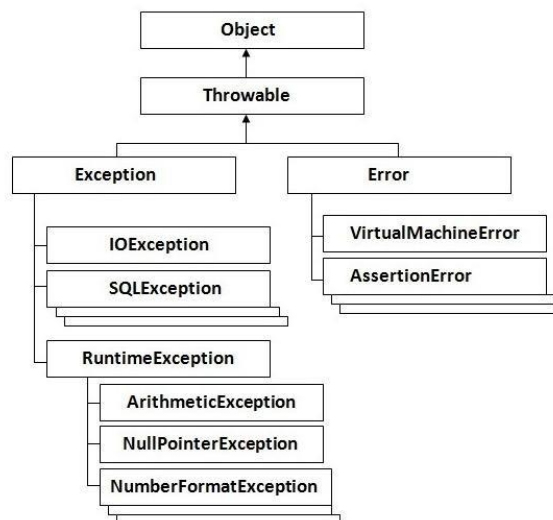 Object
Throwable
Exception
Error
IOException
SQLException
RuntimeException
ArithmeticException
NullPointerException
NumberFormatException
VirtualMachineError
AssertionError